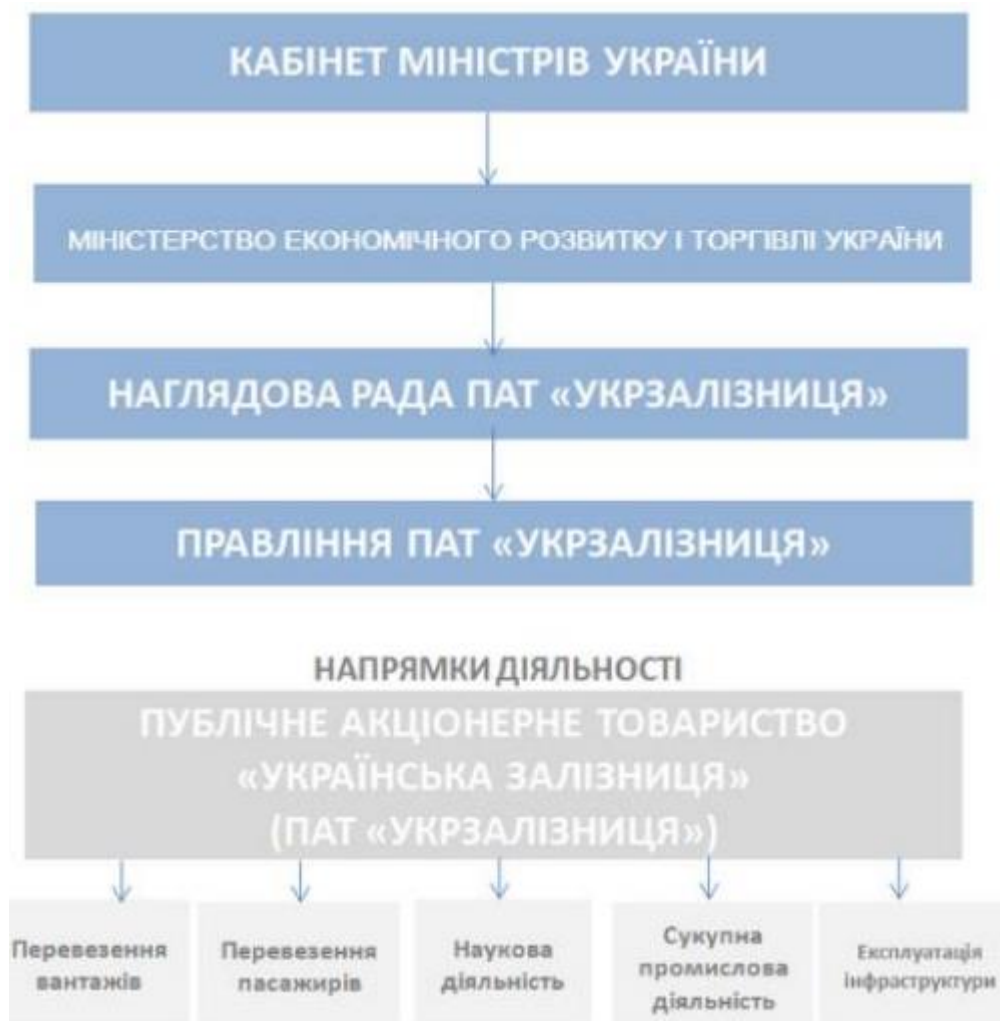 КАБІНЕТ МІНІСТРІВ УКРАЇНИ
МІНІСТЕРСТВО ЕКОНОМІЧНОГО РОЗВИТКУ І ТОРГІВЛІ УКРАЇНИ
НАГЛЯДОВА РАДА ПАТ «УКРЗАЛІЗНИЦЯ»
ПРАВЛІННЯ ПАТ «УКРЗАЛІЗНИЦЯ»
НАПРЯМКИ ДІЯЛЬНОСТІ
ПУБЛІЧНЕ АКЦІОНЕРНЕ ТОВАРИСТВО
«УКРАЇНСЬКА ЗАЛІЗНИЦЯ»
(ПАТ «УКРЗАЛІЗНИЦЯ»)
Перевезення
вантажів
Перевезення
пасажирів
Наукова
діяльність
Сукупна
промислова
діяльність
Експлуатація
інфраструктури